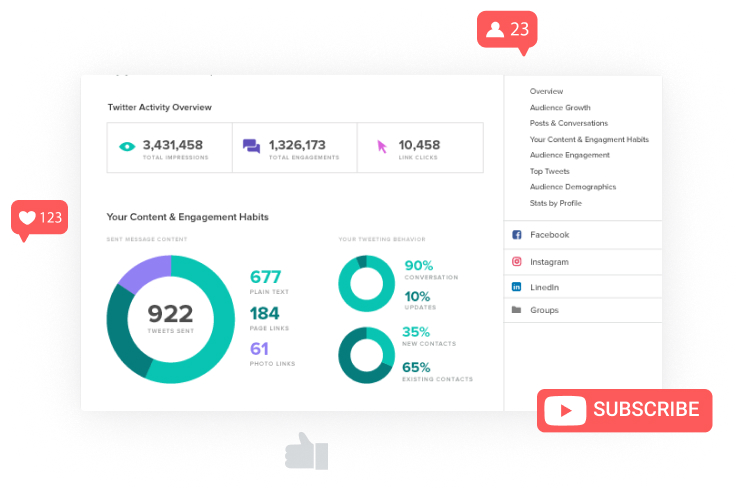 23
Twitter Activity Overview
3,431,458
TOTAL IMPRESSIONS
1,326,173
TOTAL ENGAGEMENTS
10,458
LINK CLICKS
Overview
Audience Growth
Posts & Conversations
Your Content & Engagment Habits
Audience Engagement
Top Tweets
Audience Demographics
Stats by Profile
Facebook
Instagram
LinedIn
Groups
123
Your Content & Engagement Habits
SENT MESSAGE CONTENT
922
TWEETS SENT
677
PLAIN TEXT
184
PAGE LINKS
61
PHOTO LINKS
YOUR TWEETING BEHAVIOR
90%
CONVERSATION
10%
UPDATES
35%
NEW CONTACTS
65%
EXISTING CONTACTS
SUBSCRIBE